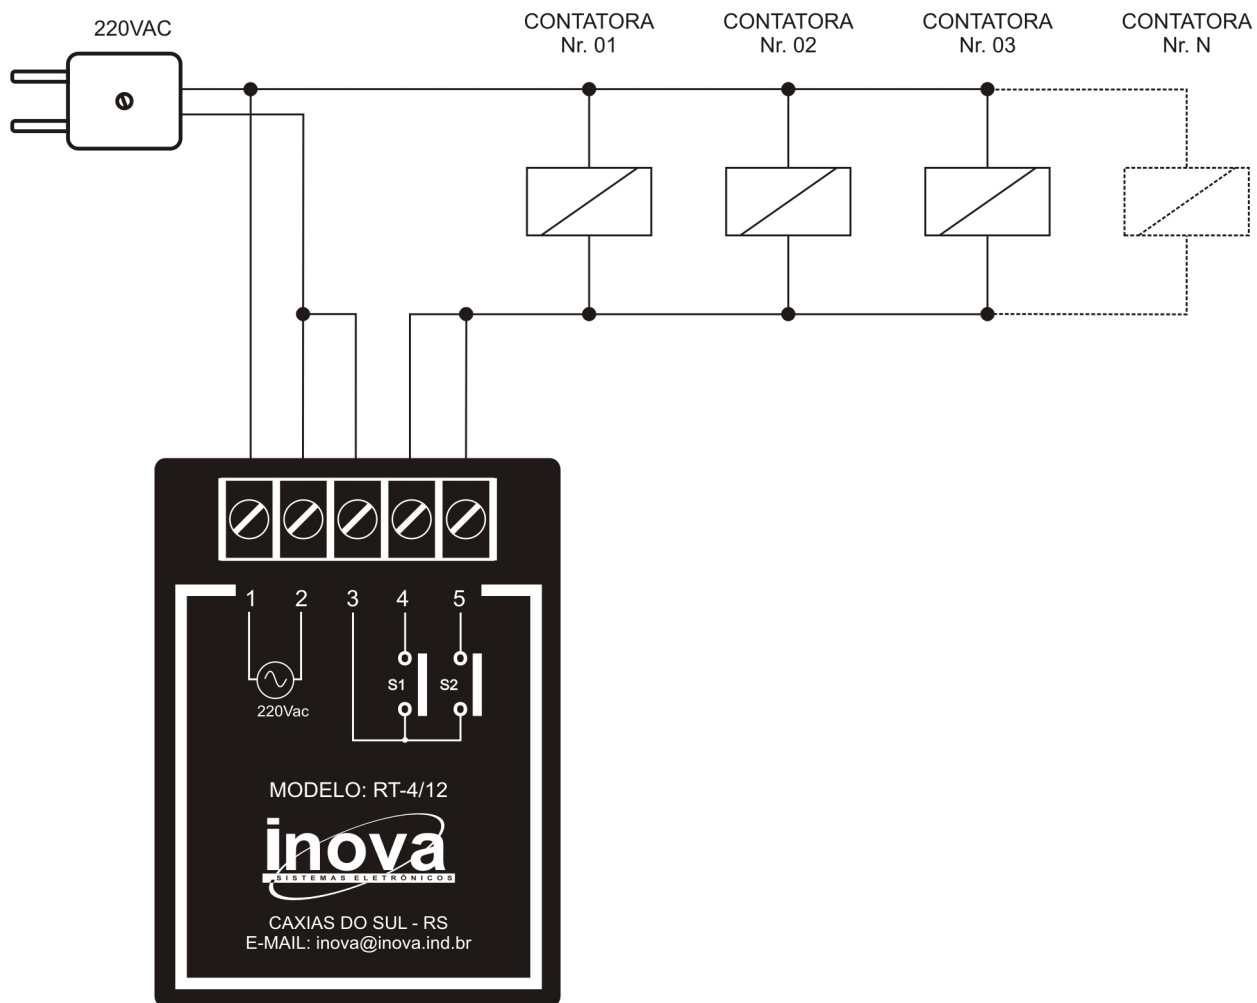 220VAC
CONTATORA
Nr. 01
CONTATORA
Nr. 02
CONTATORA
Nr. 03
CONTATORA
Nr. N
1 2 3 4 5
S1 S2
220Vac
MODELO: RT-4/12
inova
SISTEMAS ELETRÔNICOS
CAXIAS DO SUL - RS
E-MAIL: inova@inova.ind.br